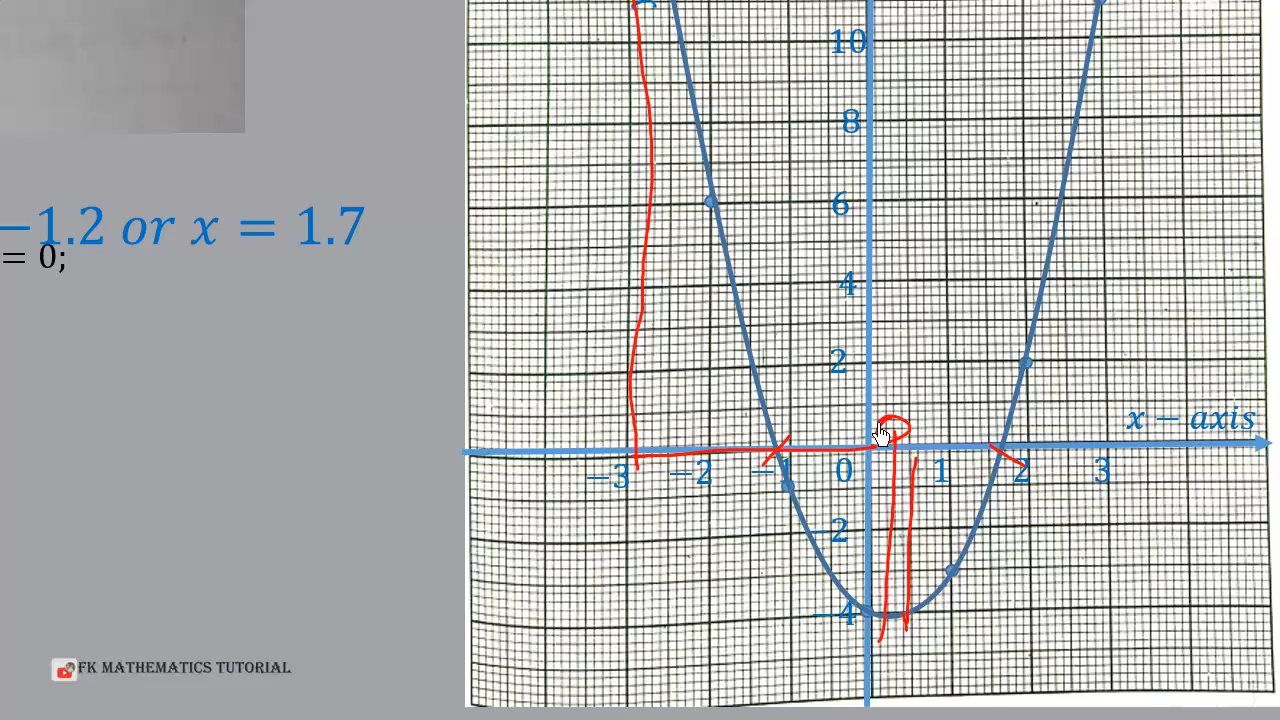 −1.2 or x = 1.7
= 0;
10
8
6
4
2
x − axis
−3 −2 −1 0 1 2 3
−2
−4
FK MATHEMATICS TUTORIAL